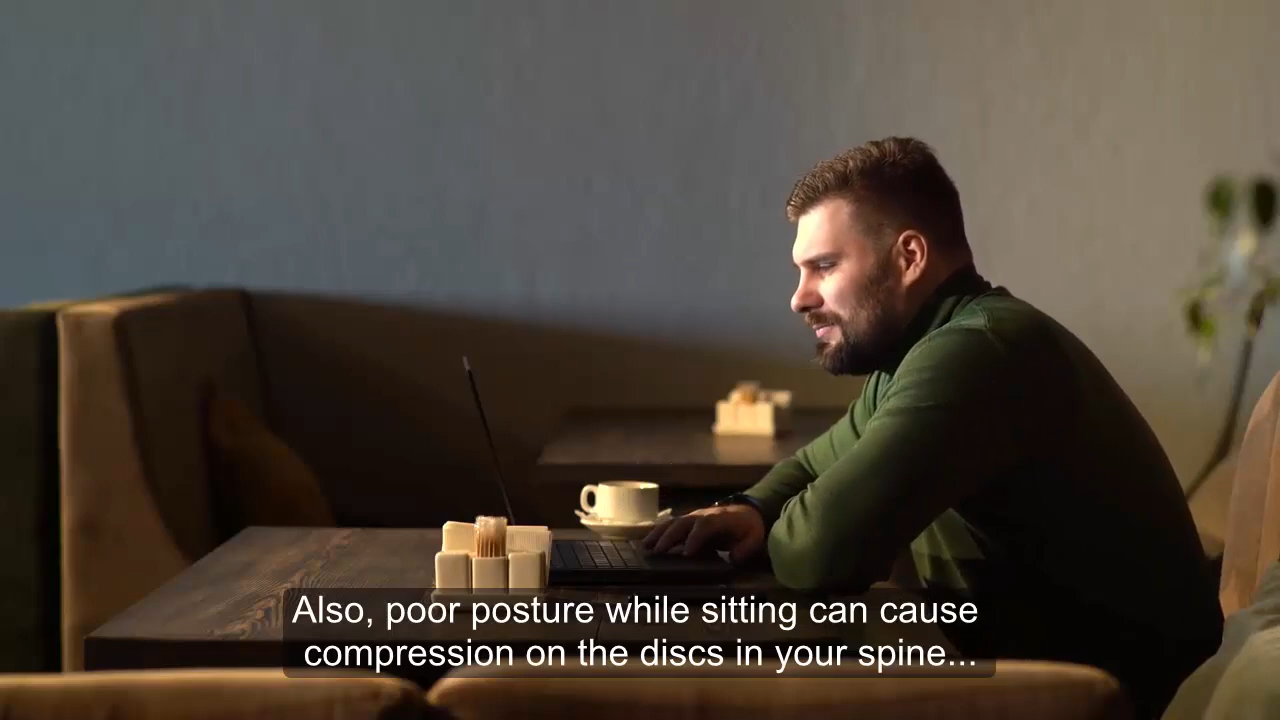 Also, poor posture while sitting can cause
compression on the discs in your spine...